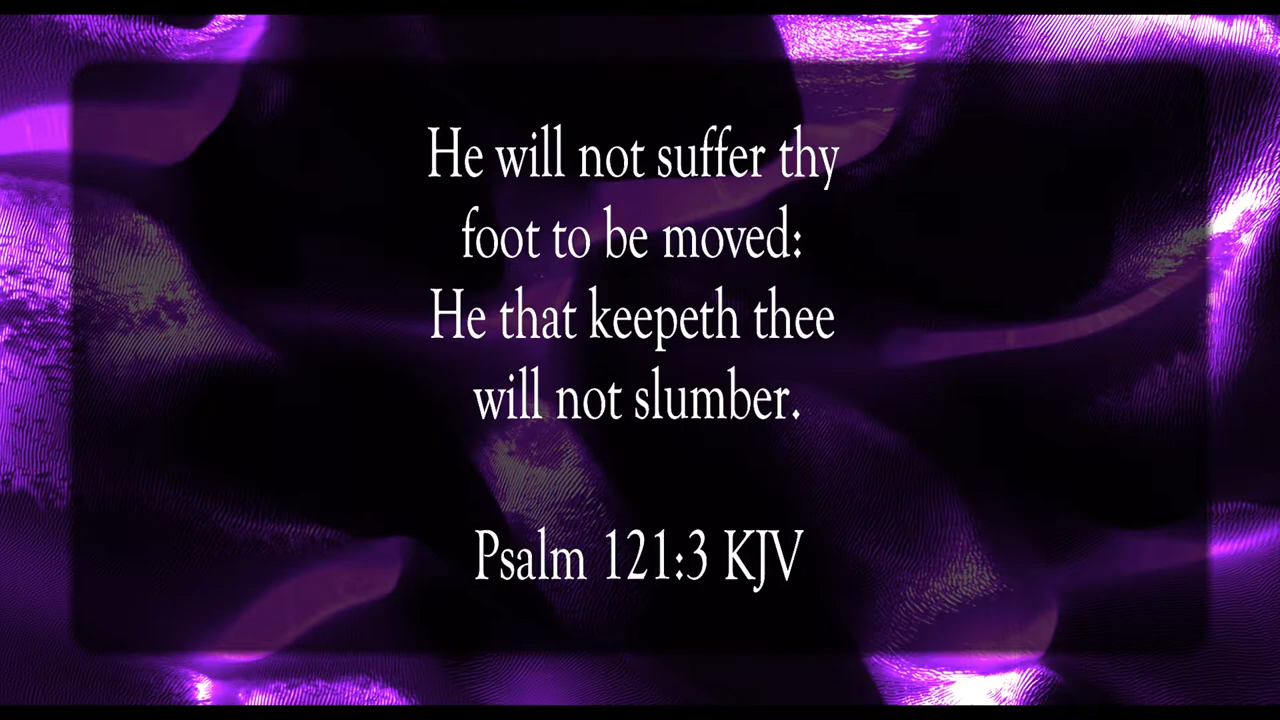 He will not suffer thy
foot to be moved:
He that keepeth thee
will not slumber.
Psalm 121:3 KJV